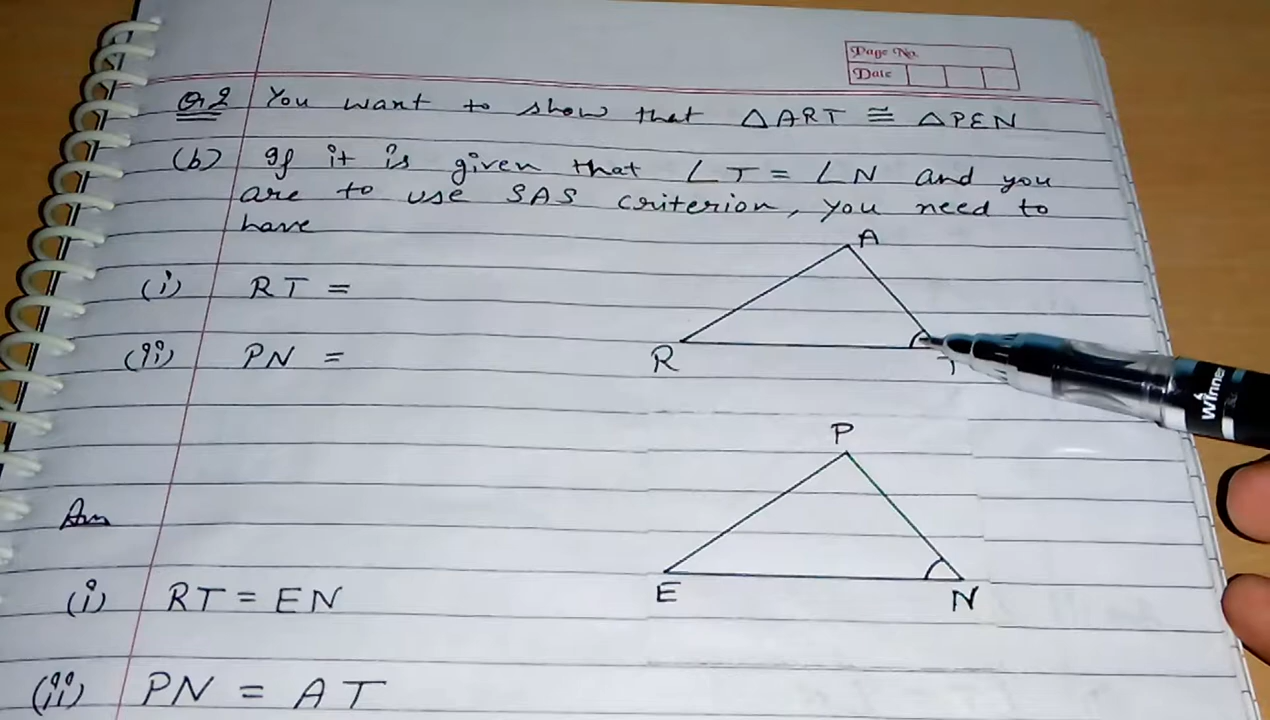 Page No.
Date
Q.2 You want to show that △ART ≅ △PEN
(b) If it is given that ∠T = ∠N and you
are to use SAS criterion, you need to
have
A
(i) RT =
(ii) PN =
R
T
Winner
P
Ans
E
N
(i) RT = EN
(ii) PN = AT